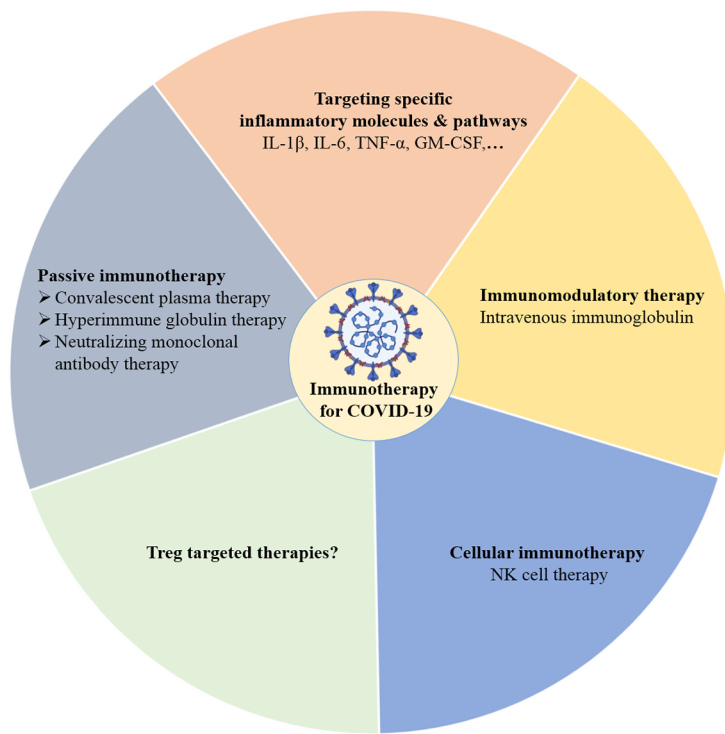 Targeting specific
inflammatory molecules & pathways
IL-1β, IL-6, TNF-α, GM-CSF,...
Passive immunotherapy
➢ Convalescent plasma therapy
➢ Hyperimmune globulin therapy
➢ Neutralizing monoclonal
antibody therapy
Immunomodulatory therapy
Intravenous immunoglobulin
Immunotherapy
for COVID-19
Treg targeted therapies?
Cellular immunotherapy
NK cell therapy